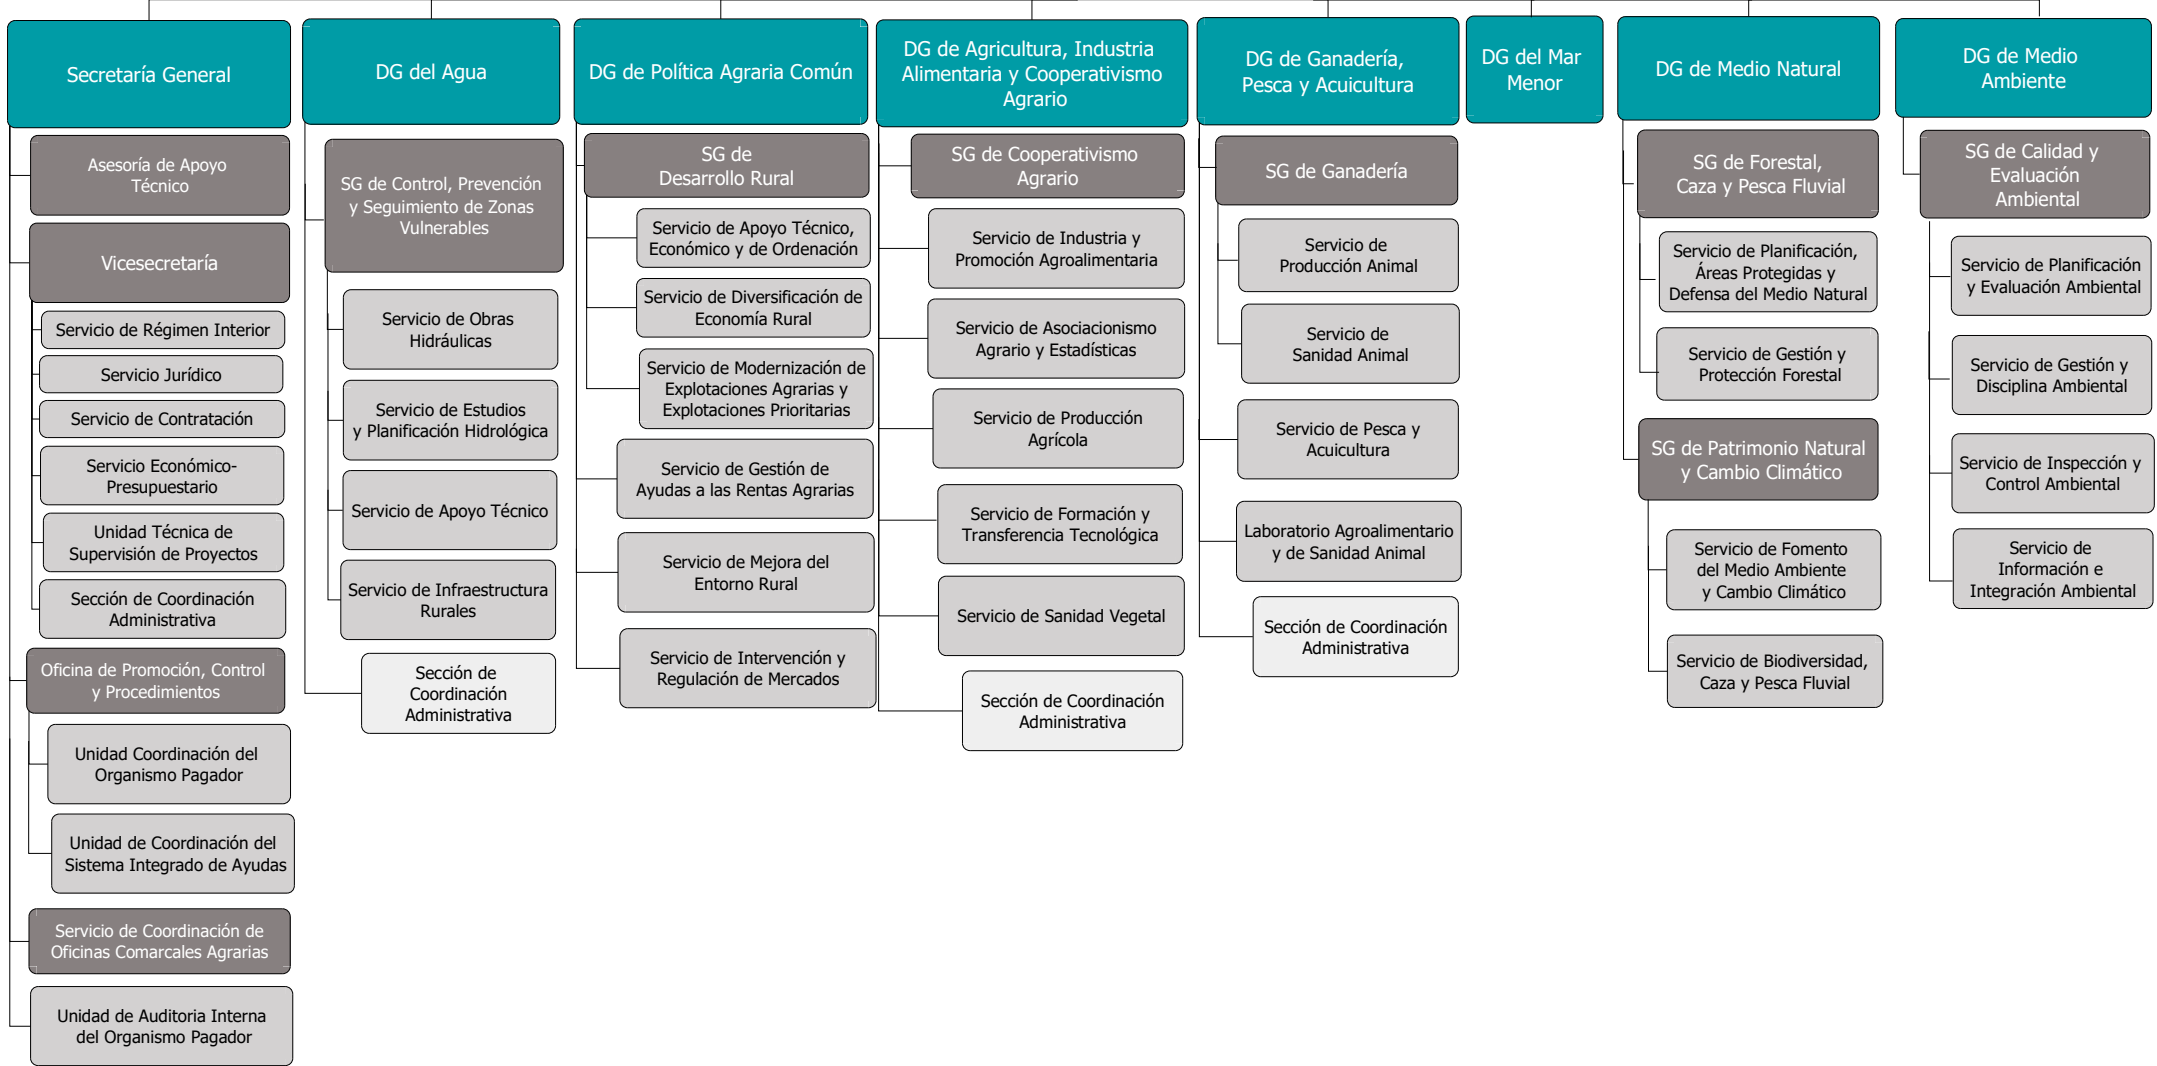 Secretaría General
Asesoría de Apoyo
Técnico
Vicesecretaría
Servicio de Régimen Interior
Servicio Jurídico
Servicio de Contratación
Servicio Económico-
Presupuestario
Unidad Técnica de
Supervisión de Proyectos
Sección de Coordinación
Administrativa
Oficina de Promoción, Control
y Procedimientos
Unidad Coordinación del
Organismo Pagador
Unidad de Coordinación del
Sistema Integrado de Ayudas
Servicio de Coordinación de
Oficinas Comarcales Agrarias
Unidad de Auditoria Interna
del Organismo Pagador
DG del Agua
SG de Control, Prevención
y Seguimiento de Zonas
Vulnerables
Servicio de Obras
Hidráulicas
Servicio de Estudios
y Planificación Hidrológica
Servicio de Apoyo Técnico
Servicio de Infraestructura
Rurales
Sección de
Coordinación
Administrativa
DG de Política Agraria Común
SG de
Desarrollo Rural
Servicio de Apoyo Técnico,
Económico y de Ordenación
Servicio de Diversificación de
Economía Rural
Servicio de Modernización de
Explotaciones Agrarias y
Explotaciones Prioritarias
Servicio de Gestión de
Ayudas a las Rentas Agrarias
Servicio de Mejora del
Entorno Rural
Servicio de Intervención y
Regulación de Mercados
DG de Agricultura, Industria
Alimentaria y Cooperativismo
Agrario
SG de Cooperativismo
Agrario
Servicio de Industria y
Promoción Agroalimentaria
Servicio de Asociacionismo
Agrario y Estadísticas
Servicio de Producción
Agrícola
Servicio de Formación y
Transferencia Tecnológica
Servicio de Sanidad Vegetal
Sección de Coordinación
Administrativa
DG de Ganadería,
Pesca y Acuicultura
SG de Ganadería
Servicio de
Producción Animal
Servicio de
Sanidad Animal
Servicio de Pesca y
Acuicultura
Laboratorio Agroalimentario
y de Sanidad Animal
Sección de Coordinación
Administrativa
DG del Mar
Menor
DG de Medio Natural
SG de Forestal,
Caza y Pesca Fluvial
Servicio de Planificación,
Áreas Protegidas y
Defensa del Medio Natural
Servicio de Gestión y
Protección Forestal
SG de Patrimonio Natural
y Cambio Climático
Servicio de Fomento
del Medio Ambiente
y Cambio Climático
Servicio de Biodiversidad,
Caza y Pesca Fluvial
DG de Medio
Ambiente
SG de Calidad y
Evaluación
Ambiental
Servicio de Planificación
y Evaluación Ambiental
Servicio de Gestión y
Disciplina Ambiental
Servicio de Inspección y
Control Ambiental
Servicio de
Información e
Integración Ambiental